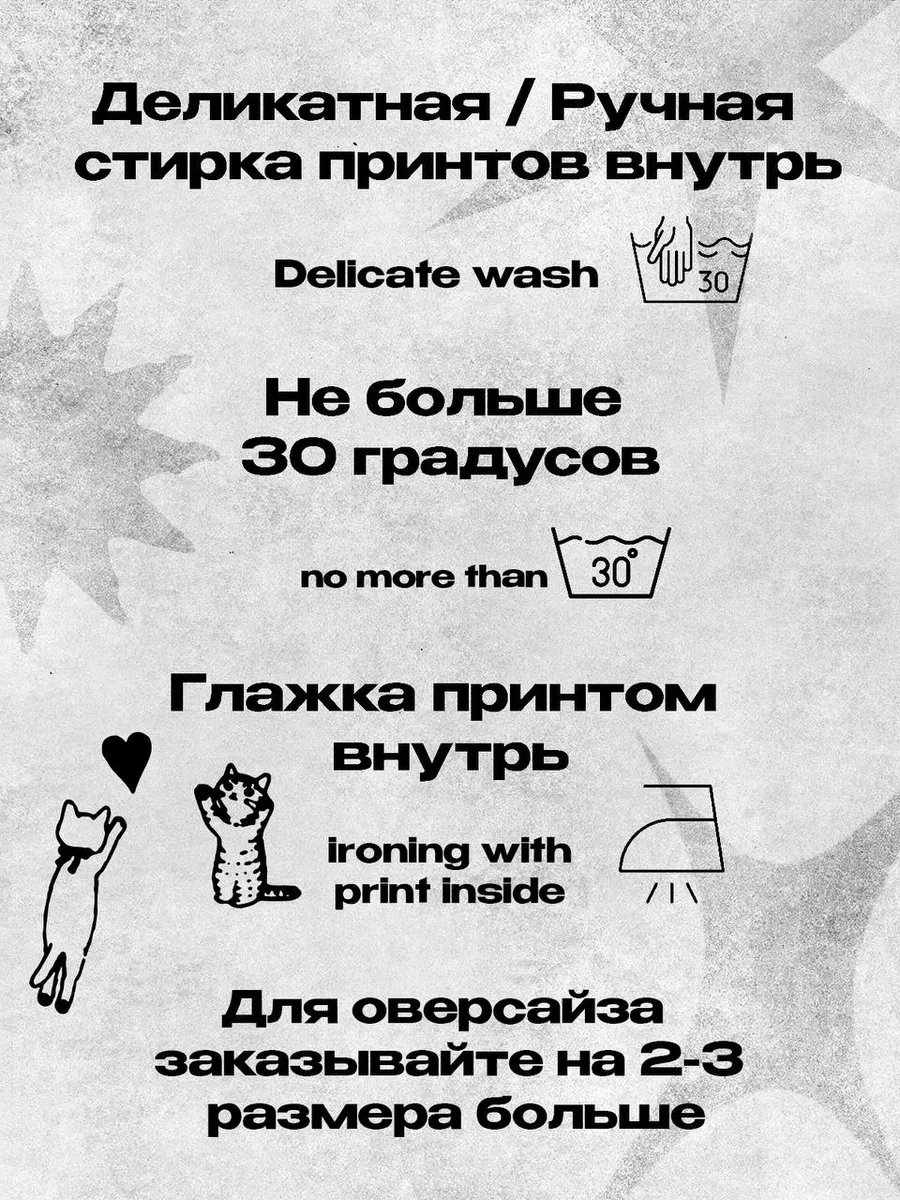 Деликатная / Ручная
стирка принтов внутрь
Delicate wash
30
Не больше
30 градусов
no more than
30°
Глажка принтом
внутрь
ironing with
print inside
Для оверсайза
заказывайте на 2-3
размера больше